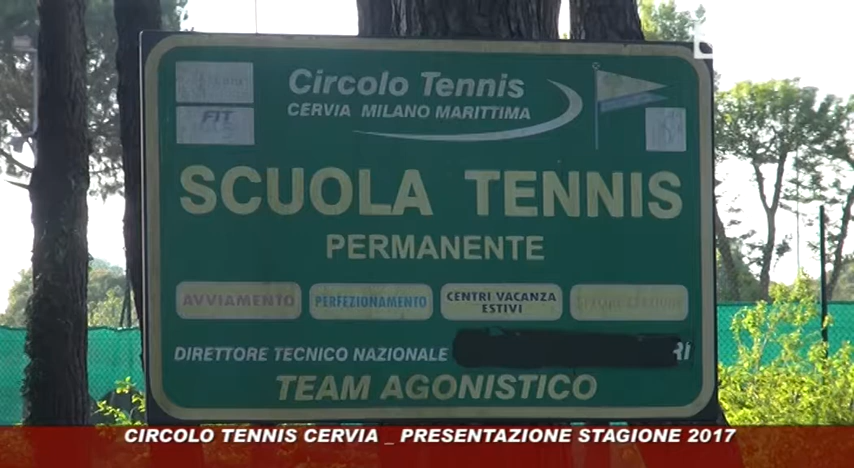 Circolo Tennis
CERVIA MILANO MARITTIMA
FIT
SCUOLA TENNIS
PERMANENTE
AVVIAMENTO
PERFEZIONAMENTO
CENTRI VACANZA
ESTIVI
DIRETTORE TECNICO NAZIONALE
TEAM AGONISTICO
CIRCOLO TENNIS CERVIA _ PRESENTAZIONE STAGIONE 2017